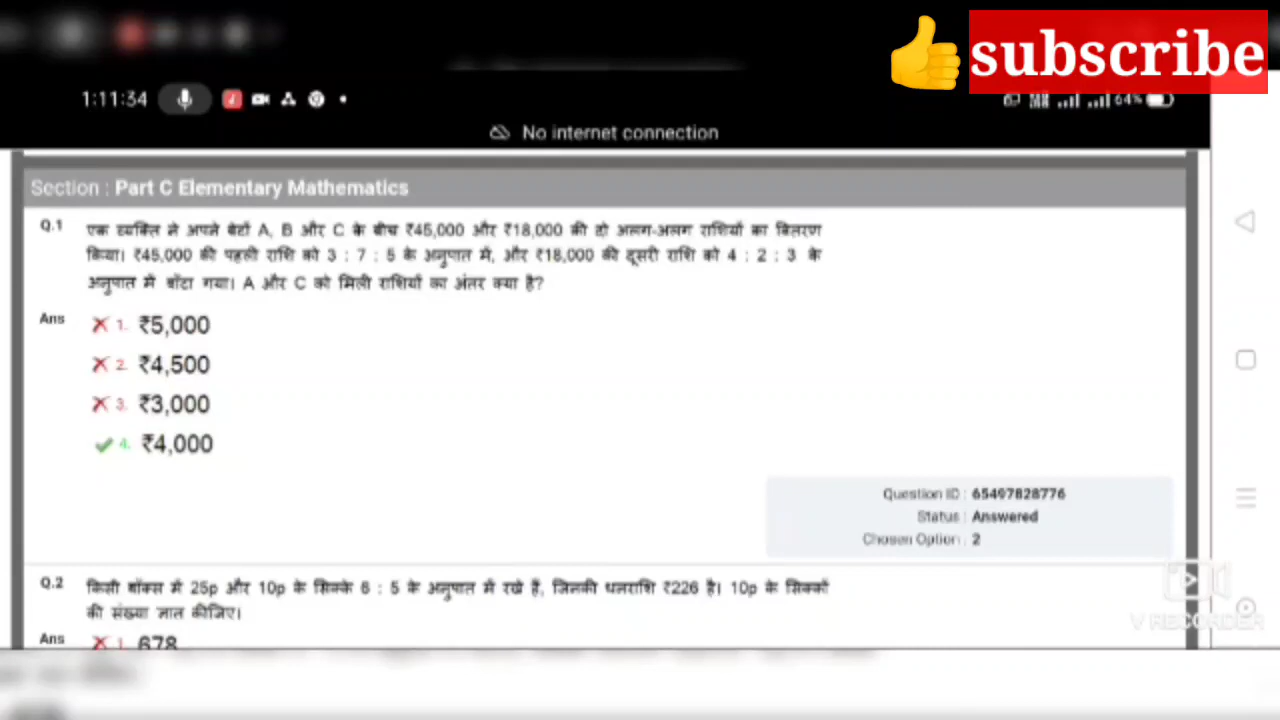 subscribe
1:11:34
64%
No internet connection
Section : Part C Elementary Mathematics
Q.1 एक व्यक्ति ने अपने बेटों A, B और C के बीच ₹45,000 और ₹18,000 की दो अलग-अलग राशियों का वितरण
किया। ₹45,000 की पहली राशि को 3 : 7 : 5 के अनुपात में, और ₹18,000 की दूसरी राशि को 4 : 2 : 3 के
अनुपात में बाँटा गया। A और C को मिली राशियों का अंतर क्या है?
Ans 1. ₹5,000
2. ₹4,500
3. ₹3,000
4. ₹4,000
Question ID : 65497828776
Status : Answered
Chosen Option : 2
Q.2 किसी बॉक्स में 25p और 10p के सिक्के 6 : 5 के अनुपात में रखे हैं, जिनकी धनराशि ₹226 है। 10p के सिक्कों
की संख्या ज्ञात कीजिए।
Ans 1. 678
V RECORDER